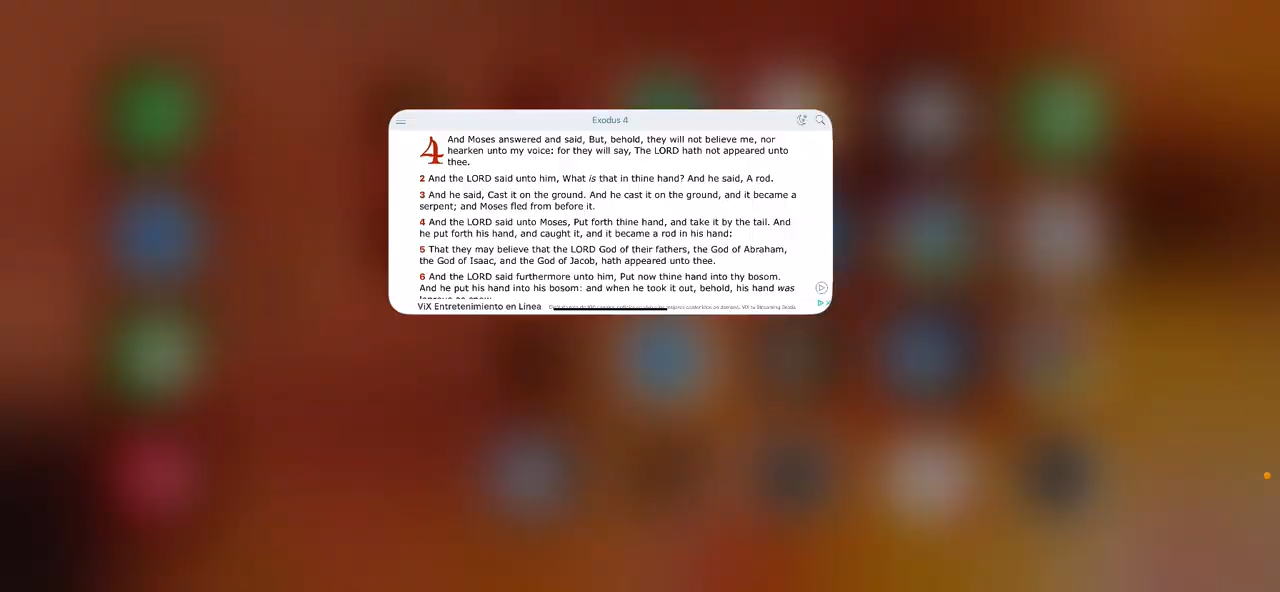 Exodus 4
4 And Moses answered and said, But, behold, they will not believe me, nor
hearken unto my voice: for they will say, The LORD hath not appeared unto
thee.
2 And the LORD said unto him, What is that in thine hand? And he said, A rod.
3 And he said, Cast it on the ground. And he cast it on the ground, and it became a
serpent; and Moses fled from before it.
4 And the LORD said unto Moses, Put forth thine hand, and take it by the tail. And
he put forth his hand, and caught it, and it became a rod in his hand:
5 That they may believe that the LORD God of their fathers, the God of Abraham,
the God of Isaac, and the God of Jacob, hath appeared unto thee.
6 And the LORD said furthermore unto him, Put now thine hand into thy bosom.
And he put his hand into his bosom: and when he took it out, behold, his hand was
ViX Entretenimiento en Línea